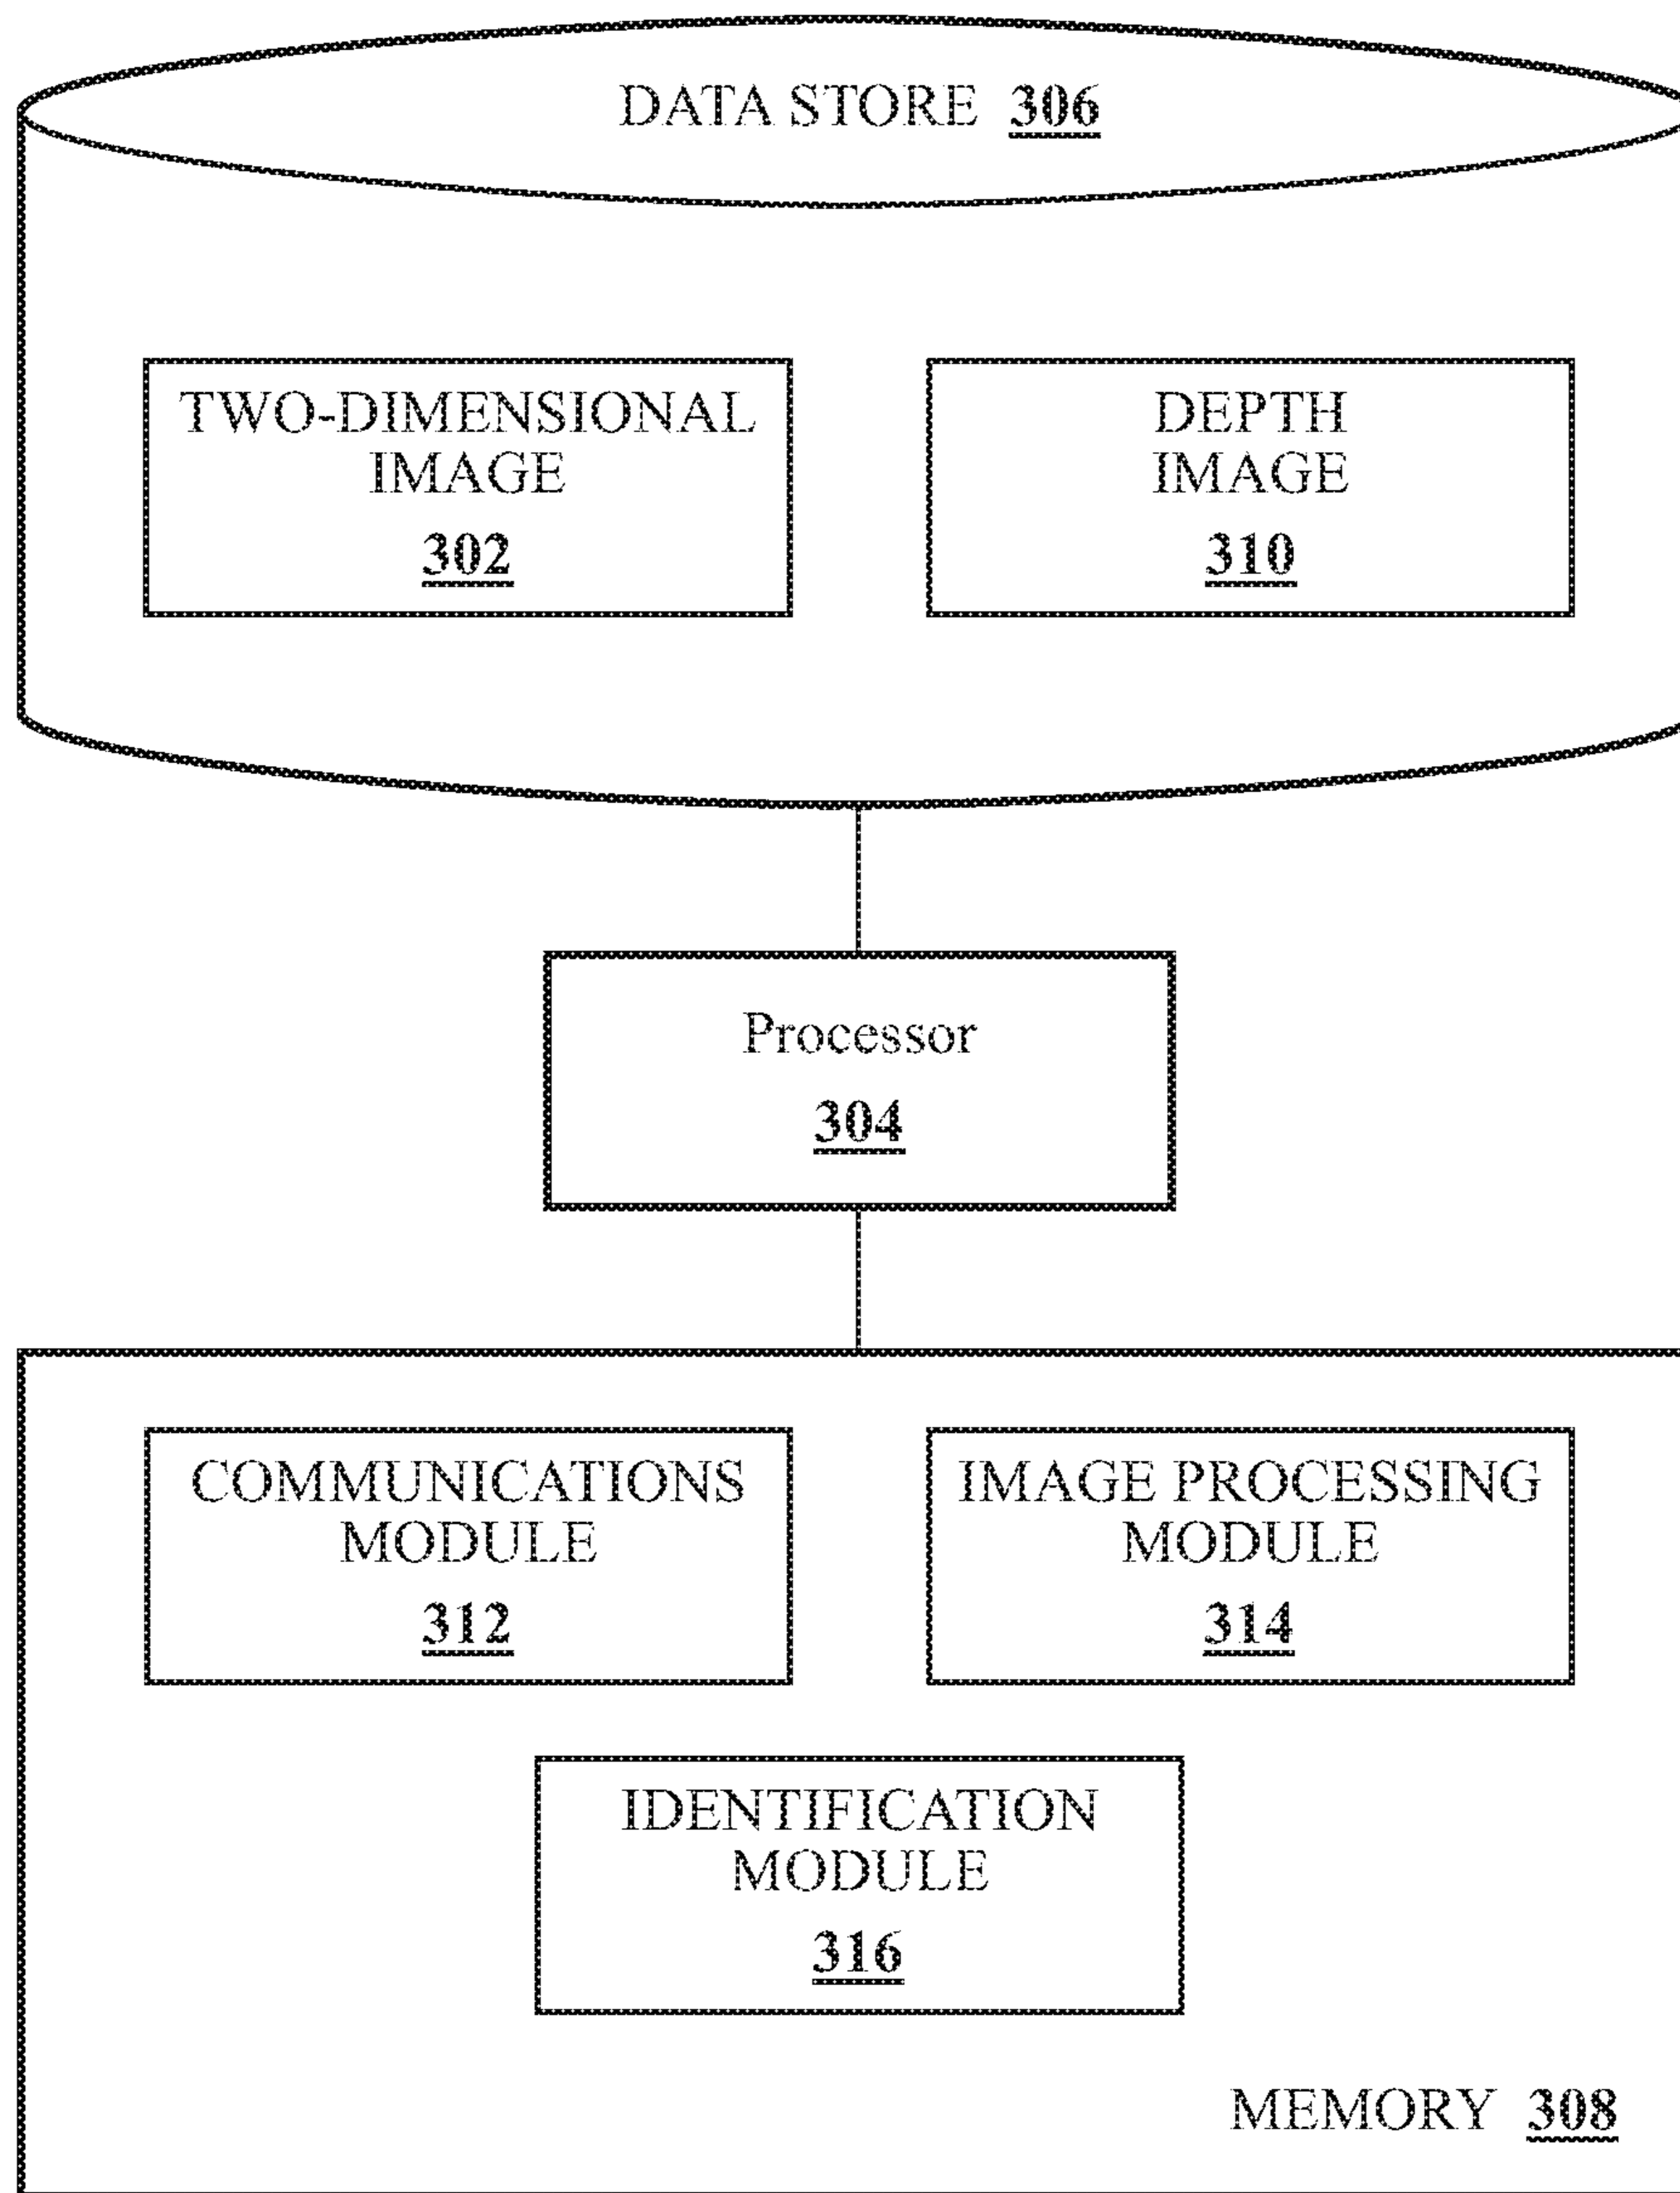 DATA STORE 306
TWO-DIMENSIONAL
IMAGE
302
DEPTH
IMAGE
310
Processor
304
COMMUNICATIONS
MODULE
312
IMAGE PROCESSING
MODULE
314
IDENTIFICATION
MODULE
316
MEMORY 308